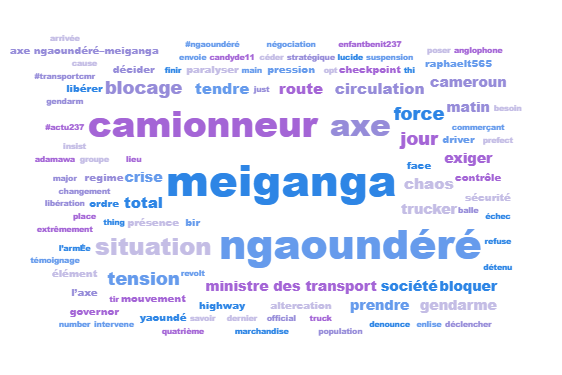 arrivée
#ngaoundéré négociation enfantbenit237
axe ngaoundéré–meiganga poser anglophone
envoie candyde11 céder stratégique lucide suspension
cause raphaelt565
décider finir paralyser main pression opt checkpoint thi
#transportcmr
libérer blocage tendre just route circulation cameroun
gendarm
camionneur axe force matin besoin
#actu237 commerçant
jour driver prefect
insist
adamawa groupe lieu face exiger
major regime crise meiganga chaos contrôle
changement
libération ordre total sécurité
trucker balle
place thing présence bir échec
extrêmement
l'armÉe situation ngaoundéré refuse
témoignage
élément tension revolt détenu
l'axe ministre des transport société bloquer
tir mouvement
governor highway altercation prendre gendarme
yaoundé savoir dernier official truck
number intervene denounce enlise déclencher
quatrième marchandise population